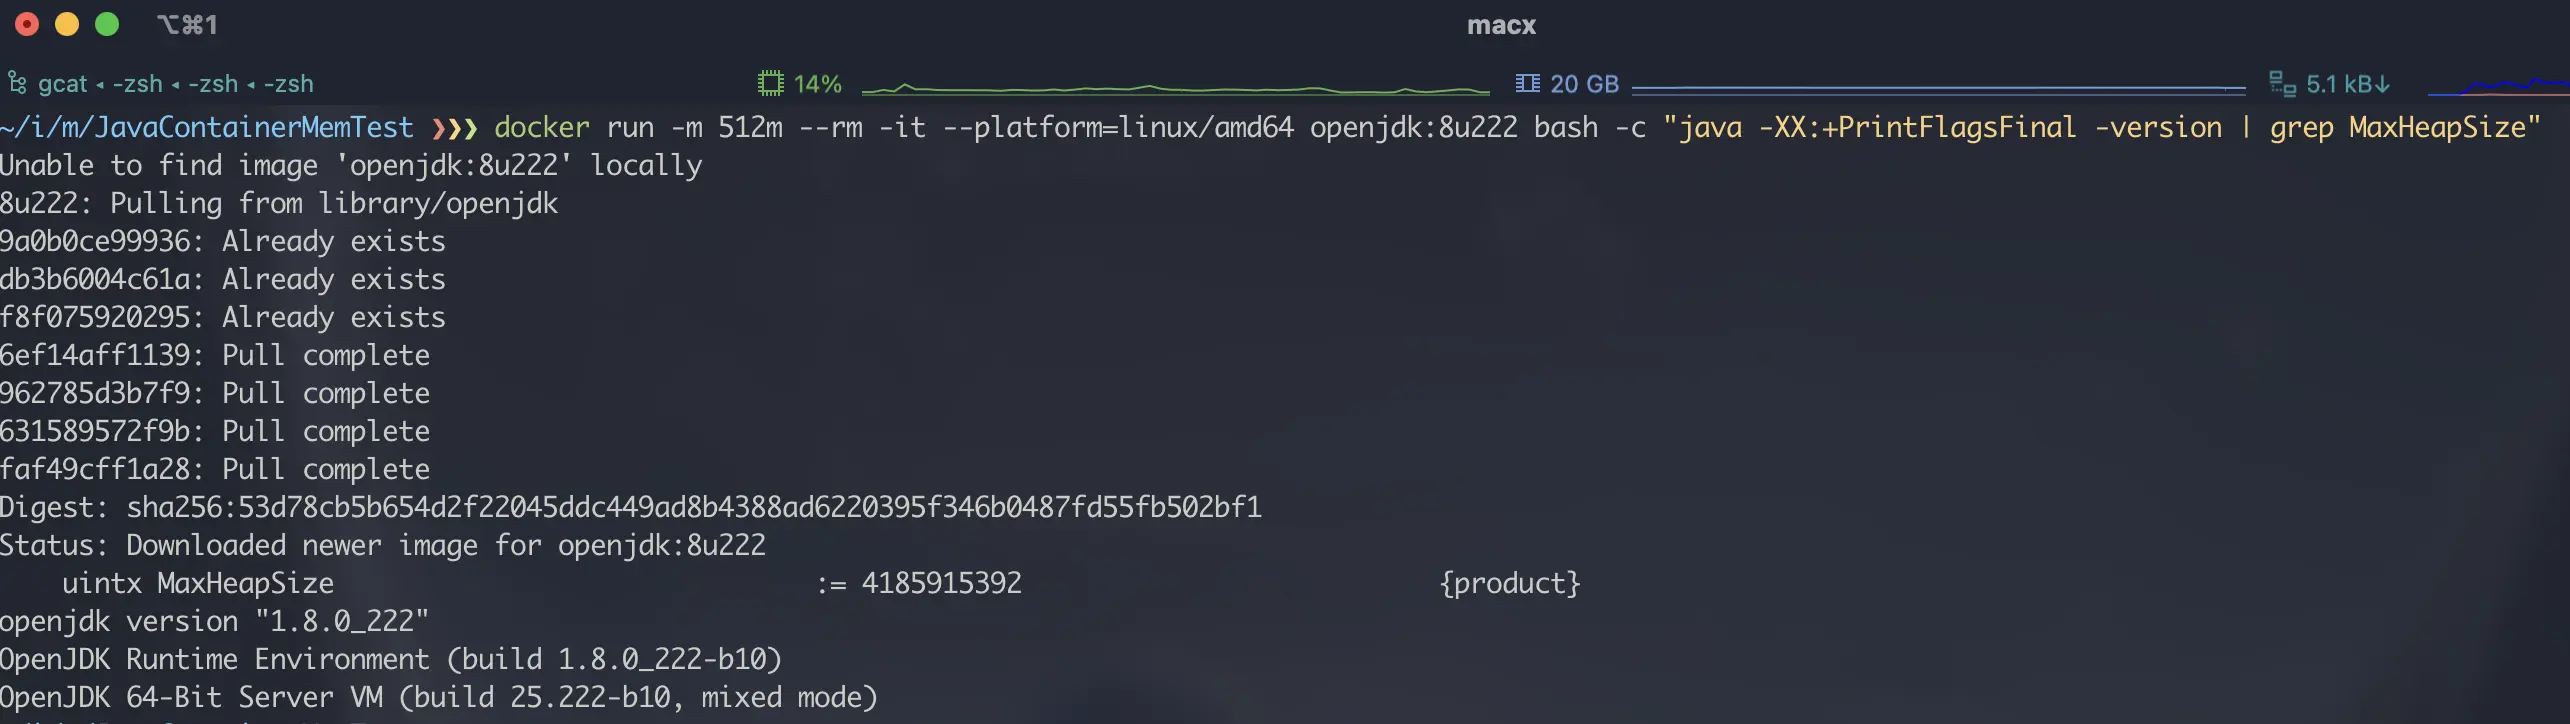 ⌥⌘1 macx
gcat ◂ -zsh ◂ -zsh ◂ -zsh 14% 20 GB 5.1 kB↓
~/i/m/JavaContainerMemTest ❯❯❯ docker run -m 512m --rm -it --platform=linux/amd64 openjdk:8u222 bash -c "java -XX:+PrintFlagsFinal -version | grep MaxHeapSize"
Unable to find image 'openjdk:8u222' locally
8u222: Pulling from library/openjdk
9a0b0ce99936: Already exists
db3b6004c61a: Already exists
f8f075920295: Already exists
6ef14aff1139: Pull complete
962785d3b7f9: Pull complete
631589572f9b: Pull complete
faf49cff1a28: Pull complete
Digest: sha256:53d78cb5b654d2f22045ddc449ad8b4388ad6220395f346b0487fd55fb502bf1
Status: Downloaded newer image for openjdk:8u222
    uintx MaxHeapSize                              := 4185915392                          {product}
openjdk version "1.8.0_222"
OpenJDK Runtime Environment (build 1.8.0_222-b10)
OpenJDK 64-Bit Server VM (build 25.222-b10, mixed mode)